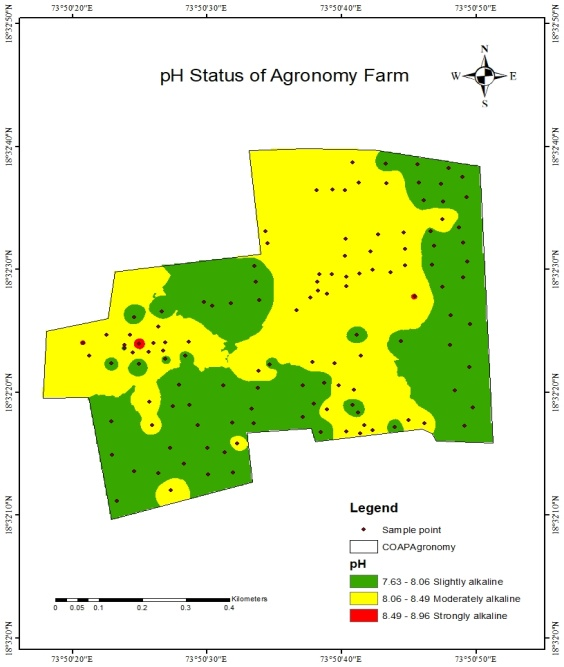 73°50'20"E 73°50'30"E 73°50'40"E 73°50'50"E
18°32'50"N 18°32'50"N
pH Status of Agronomy Farm
N
W E
S
18°32'40"N 18°32'40"N
18°32'30"N 18°32'30"N
18°32'20"N 18°32'20"N
18°32'10"N 18°32'10"N
Legend
Sample point
COAPAgronomy
pH
7.63 - 8.06 Slightly alkaline
8.06 - 8.49 Moderately alkaline
8.49 - 8.96 Strongly alkaline
Kilometers
0 0.05 0.1 0.2 0.3 0.4
18°32'0"N 18°32'0"N
73°50'20"E 73°50'30"E 73°50'40"E 73°50'50"E